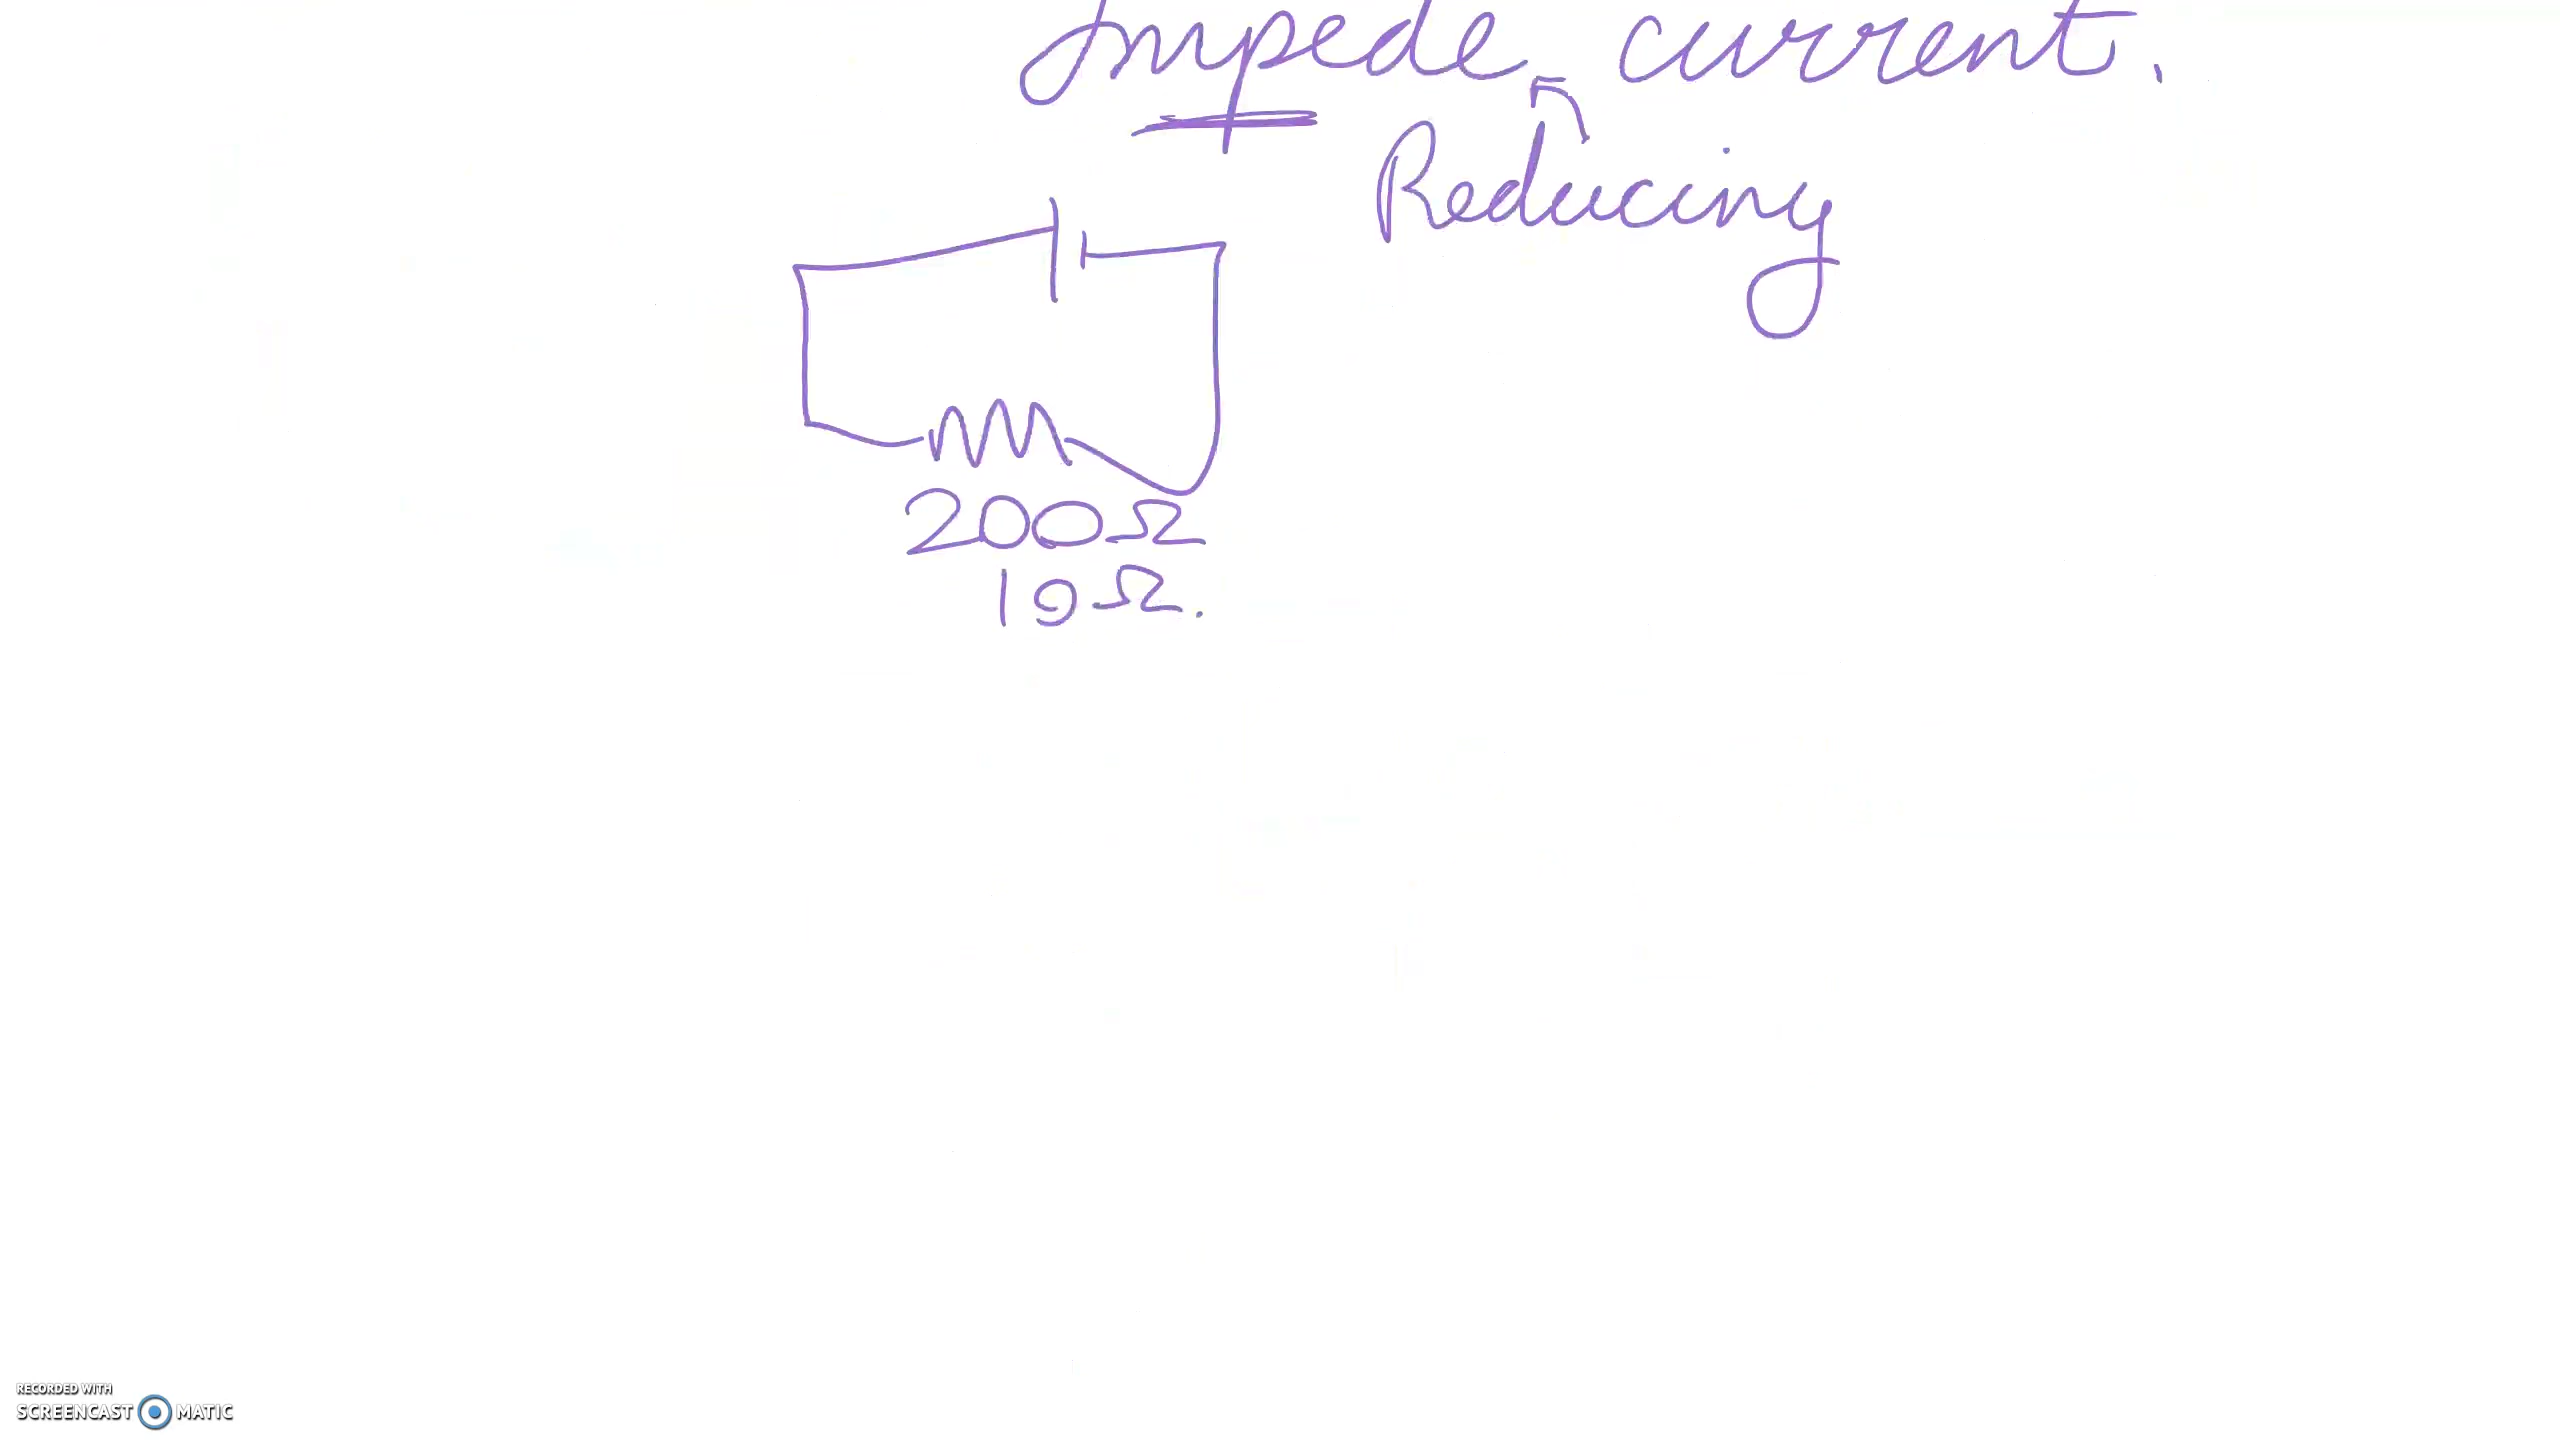 Impede current.
Reducing
200Ω
10Ω.
RECORDED WITH
SCREENCAST MATIC